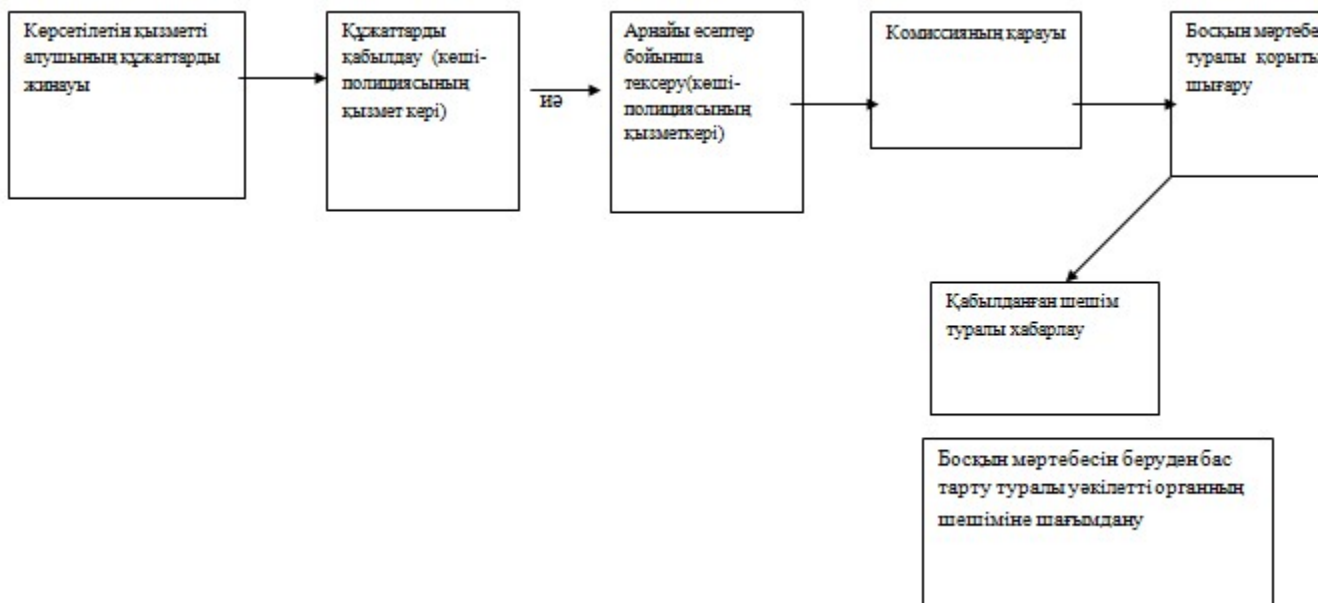 Көрсетілетін қызметті
алушының құжаттарды
жинауы
Құжаттарды
қабылдау (көші-
полициясының
қызмет кері)
иә
Арнайы есептер
бойынша
тексеру(көші-
полициясының
қызметкері)
Комиссияның қарауы
Босқын мәртебе
туралы қорыты
шығару
Қабылданған шешім
туралы хабарлау
Босқын мәртебесін беруден бас
тарту туралы уәкілетті органның
шешіміне шағымдану